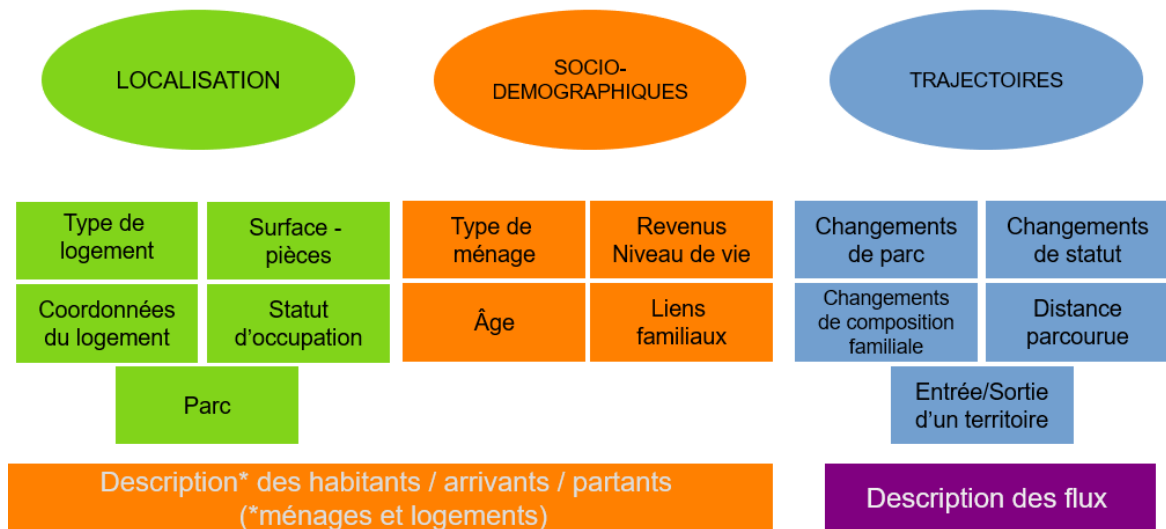 LOCALISATION
SOCIO-
DEMOGRAPHIQUES
TRAJECTOIRES
Type de
logement
Surface -
pièces
Type de
ménage
Revenus
Niveau de vie
Changements
de parc
Changements
de statut
Coordonnées
du logement
Statut
d'occupation
Âge
Liens
familiaux
Changements
de composition
familiale
Distance
parcourue
Parc
Entrée/Sortie
d'un territoire
Description* des habitants / arrivants / partants
(*ménages et logements)
Description des flux